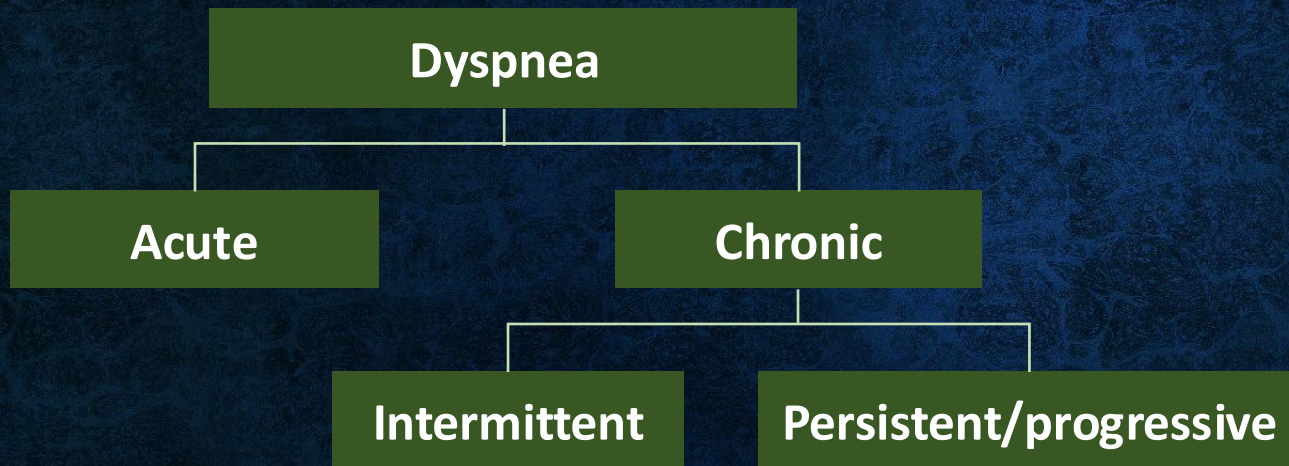 Dyspnea
Acute
Chronic
Intermittent
Persistent/progressive